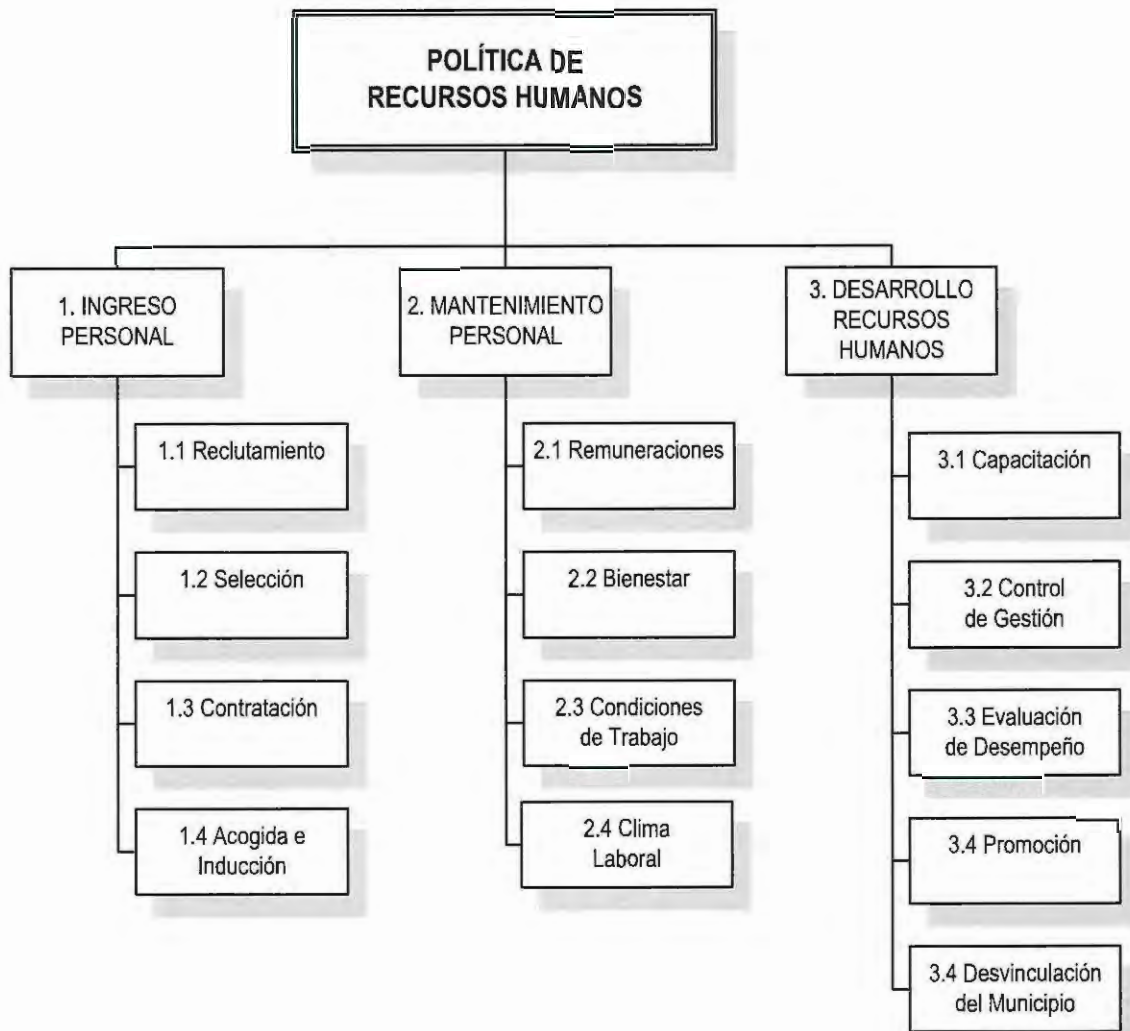 POLÍTICA DE
RECURSOS HUMANOS
1. INGRESO
PERSONAL
1.1 Reclutamiento
1.2 Selección
1.3 Contratación
1.4 Acogida e
Inducción
2. MANTENIMIENTO
PERSONAL
2.1 Remuneraciones
2.2 Bienestar
2.3 Condiciones
de Trabajo
2.4 Clima
Laboral
3. DESARROLLO
RECURSOS
HUMANOS
3.1 Capacitación
3.2 Control
de Gestión
3.3 Evaluación
de Desempeño
3.4 Promoción
3.4 Desvinculación
del Municipio